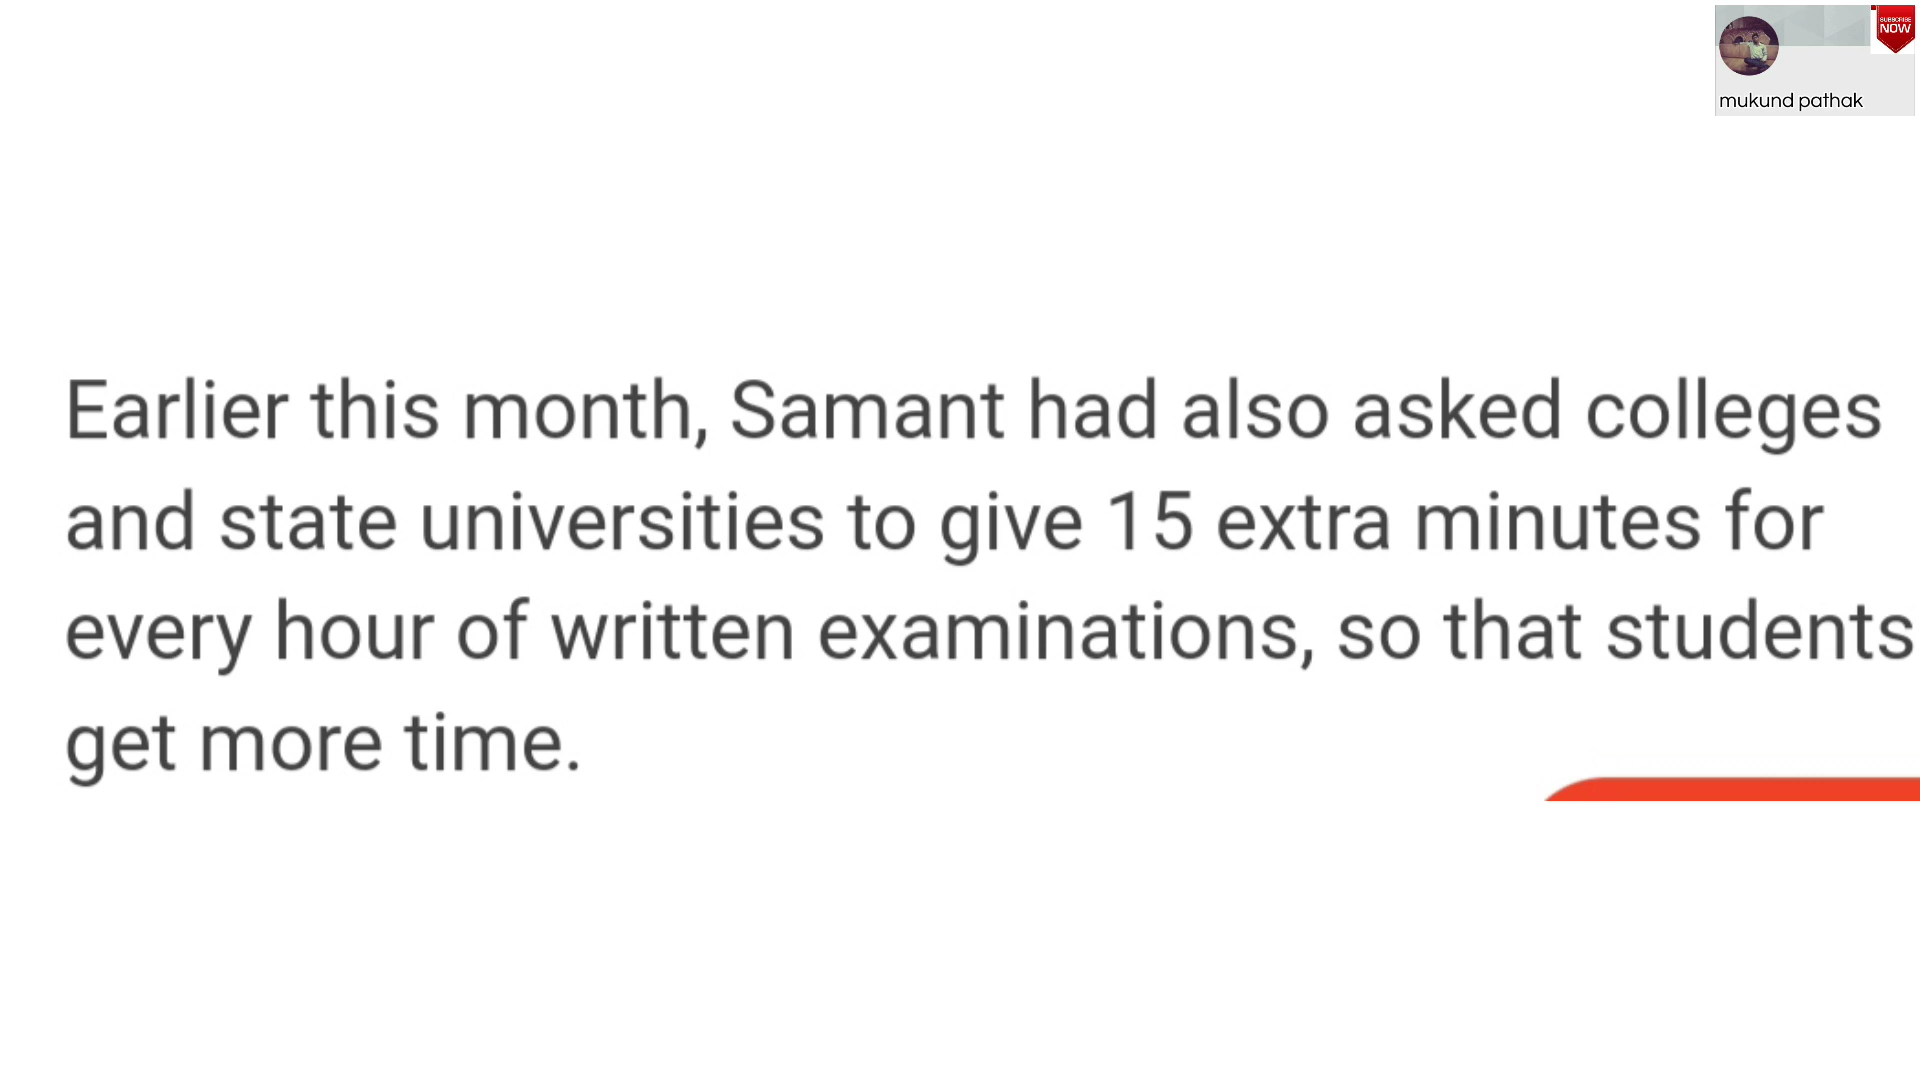 SUBSCRIBE
NOW
mukund pathak
Earlier this month, Samant had also asked colleges
and state universities to give 15 extra minutes for
every hour of written examinations, so that students
get more time.